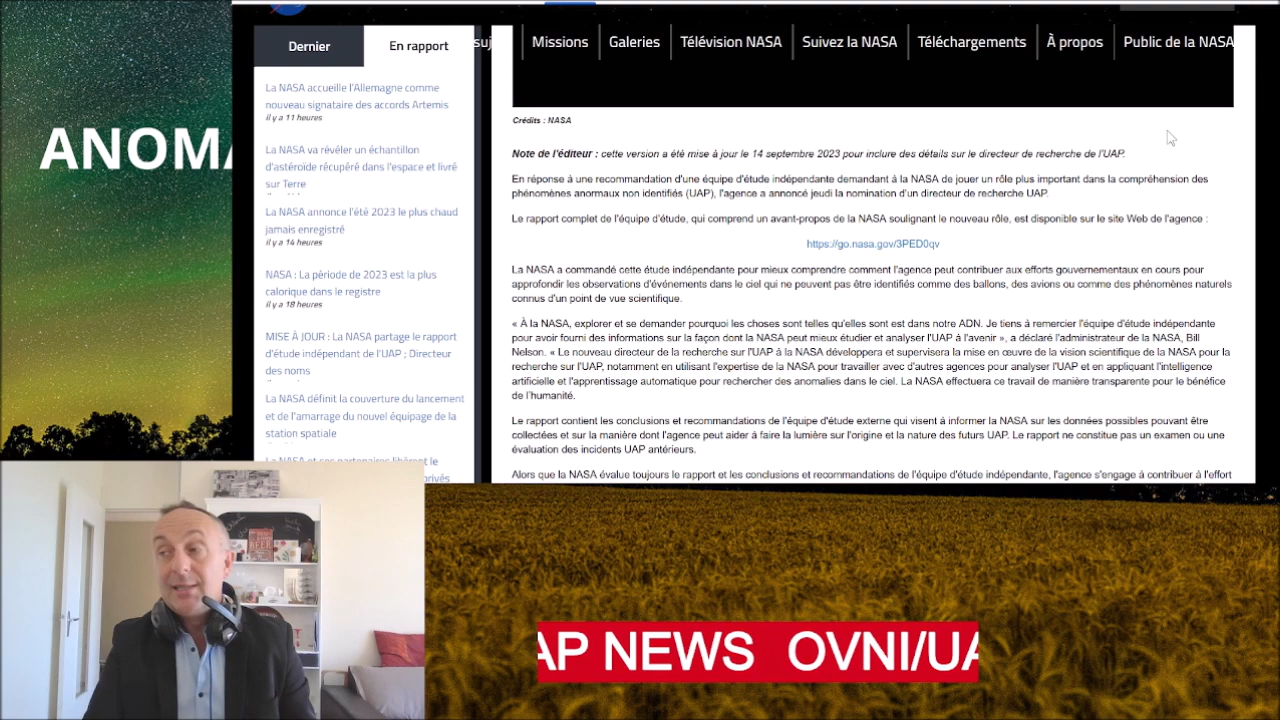 Missions
Galeries
Télévision NASA
Suivez la NASA
Téléchargements
À propos
Public de la NASA
Dernier
En rapport
La NASA accueille l'Allemagne comme
nouveau signataire des accords Artemis
il y a 11 heures
La NASA va révéler un échantillon
d'astéroïde récupéré dans l'espace et livré
sur Terre
La NASA annonce l'été 2023 le plus chaud
jamais enregistré
il y a 14 heures
NASA : La période de 2023 est la plus
calorique dans le registre
il y a 18 heures
MISE À JOUR : La NASA partage le rapport
d'étude indépendant de l'UAP ; Directeur
des noms
La NASA définit la couverture du lancement
et de l'amarrage du nouvel équipage de la
station spatiale
ANOMA
Crédits : NASA
Note de l'éditeur : cette version a été mise à jour le 14 septembre 2023 pour inclure des détails sur le directeur de recherche de l'UAP.
En réponse à une recommandation d'une équipe d'étude indépendante demandant à la NASA de jouer un rôle plus important dans la compréhension des
phénomènes anormaux non identifiés (UAP), l'agence a annoncé jeudi la nomination d'un directeur de recherche UAP.
Le rapport complet de l'équipe d'étude, qui comprend un avant-propos de la NASA soulignant le nouveau rôle, est disponible sur le site Web de l'agence :
https://go.nasa.gov/3PED0qv
La NASA a commandé cette étude indépendante pour mieux comprendre comment l'agence peut contribuer aux efforts gouvernementaux en cours pour
approfondir les observations d'événements dans le ciel qui ne peuvent pas être identifiés comme des ballons, des avions ou comme des phénomènes naturels
connus d'un point de vue scientifique.
« À la NASA, explorer et se demander pourquoi les choses sont telles qu'elles sont est dans notre ADN. Je tiens à remercier l'équipe d'étude indépendante
pour avoir fourni des informations sur la façon dont la NASA peut mieux étudier et analyser l'UAP à l'avenir », a déclaré l'administrateur de la NASA, Bill
Nelson. « Le nouveau directeur de la recherche sur l'UAP à la NASA développera et supervisera la mise en œuvre de la vision scientifique de la NASA pour la
recherche sur l'UAP, notamment en utilisant l'expertise de la NASA pour travailler avec d'autres agences pour analyser l'UAP et en appliquant l'intelligence
artificielle et l'apprentissage automatique pour rechercher des anomalies dans le ciel. La NASA effectuera ce travail de manière transparente pour le bénéfice
de l'humanité.
Le rapport contient les conclusions et recommandations de l'équipe d'étude externe qui visent à informer la NASA sur les données possibles pouvant être
collectées et sur la manière dont l'agence peut aider à faire la lumière sur l'origine et la nature des futurs UAP. Le rapport ne constitue pas un examen ou une
évaluation des incidents UAP antérieurs.
Alors que la NASA évalue toujours le rapport et les conclusions et recommandations de l'équipe d'étude indépendante, l'agence s'engage à contribuer à l'effort
AP NEWS OVNI/UA